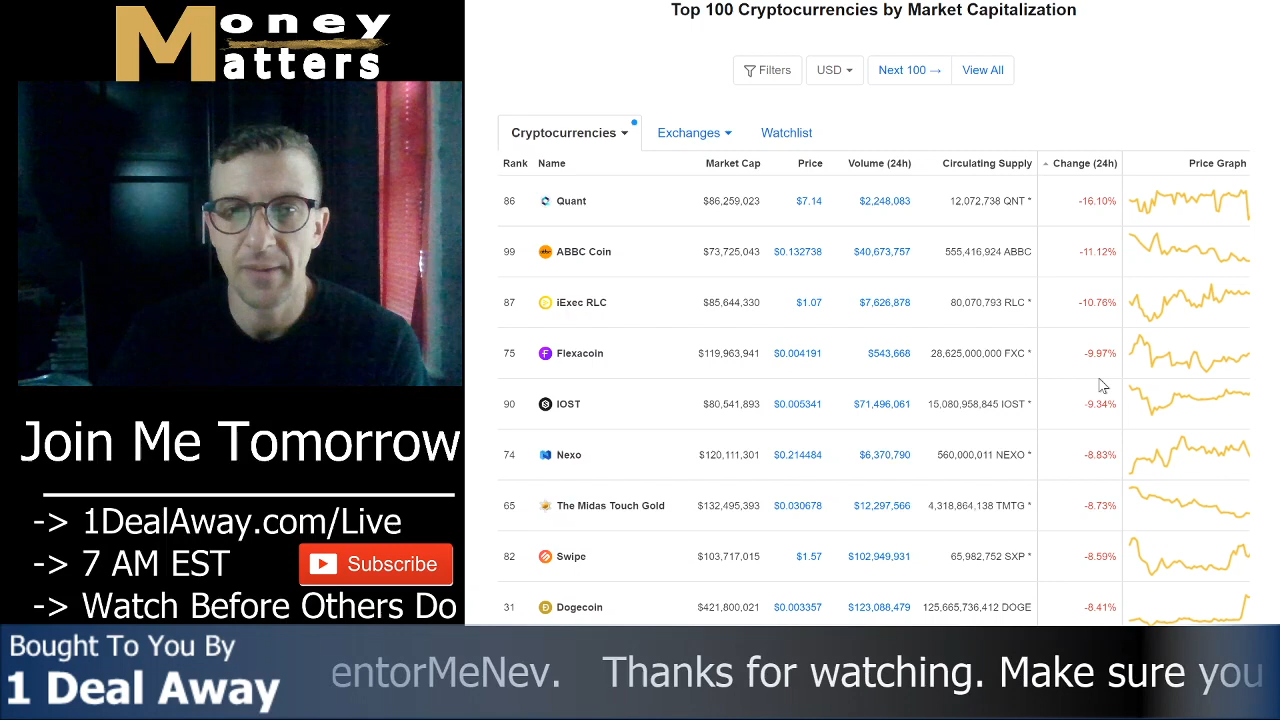 Money
Matters
Join Me Tomorrow
-> 1DealAway.com/Live
-> 7 AM EST
Subscribe
-> Watch Before Others Do
Top 100 Cryptocurrencies by Market Capitalization
Filters USD Next 100 → View All
Cryptocurrencies Exchanges Watchlist
Rank Name Market Cap Price Volume (24h) Circulating Supply Change (24h) Price Graph
86 Quant $86,259,023 $7.14 $2,248,083 12,072,738 QNT * -16.10%
99 ABBC Coin $73,725,043 $0.132738 $40,673,757 555,416,924 ABBC -11.12%
87 iExec RLC $85,644,330 $1.07 $7,626,878 80,070,793 RLC * -10.76%
75 Flexacoin $119,963,941 $0.004191 $543,668 28,625,000,000 FXC * -9.97%
90 IOST $80,541,893 $0.005341 $71,496,061 15,080,958,845 IOST * -9.34%
74 Nexo $120,111,301 $0.214484 $6,370,790 560,000,011 NEXO * -8.83%
65 The Midas Touch Gold $132,495,393 $0.030678 $12,297,566 4,318,864,138 TMTG * -8.73%
82 Swipe $103,717,015 $1.57 $102,949,931 65,982,752 SXP * -8.59%
31 Dogecoin $421,800,021 $0.003357 $123,088,479 125,665,736,412 DOGE -8.41%
Bought To You By
1 Deal Away
entorMeNev. Thanks for watching. Make sure you